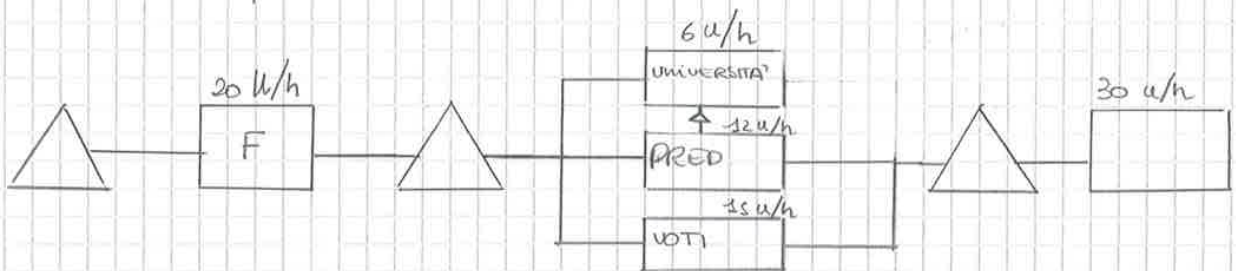 20 U/h
F
6 u/h
UNIVERSITA'
12 u/h
PRED
15 u/h
VOTI
30 u/h